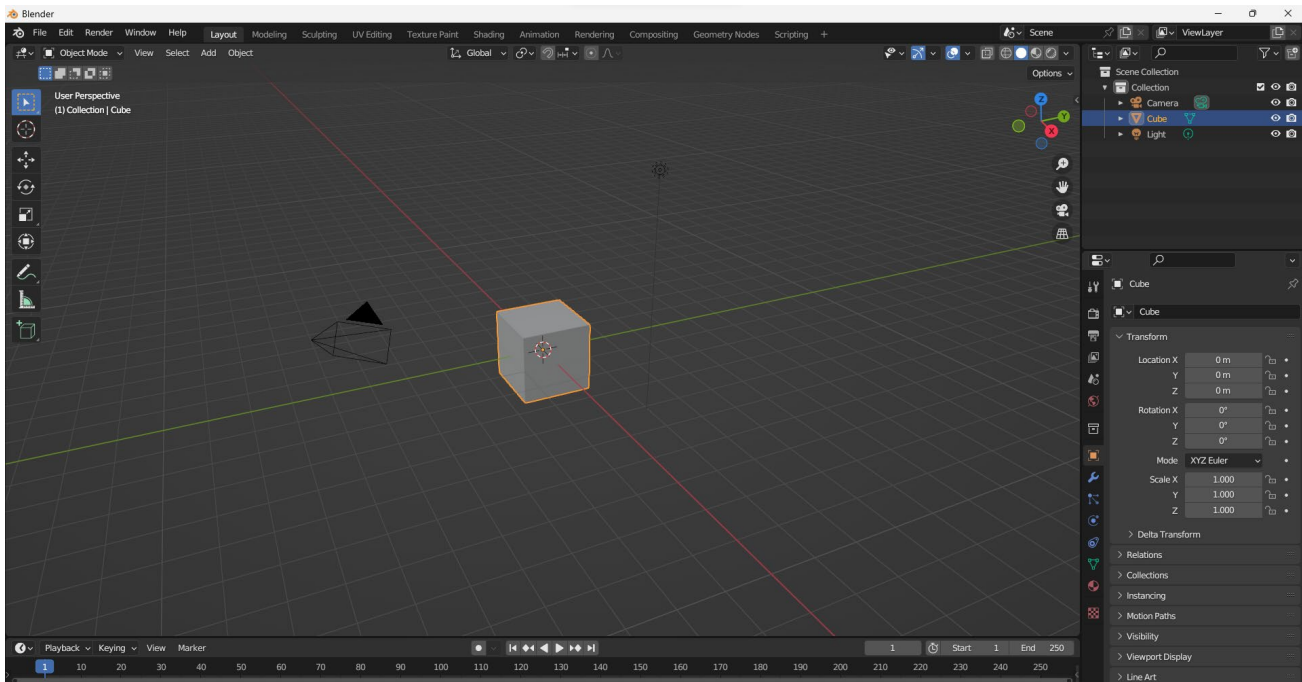 Blender
File Edit Render Window Help Layout Modeling Sculpting UV Editing Texture Paint Shading Animation Rendering Compositing Geometry Nodes Scripting + Scene ViewLayer
Object Mode View Select Add Object Global
Options
User Perspective
(1) Collection | Cube
Z
Y
X
Scene Collection
Collection
Camera
Cube
Light
Cube
Cube
Transform
Location X 0 m
Y 0 m
Z 0 m
Rotation X 0°
Y 0°
Z 0°
Mode XYZ Euler
Scale X 1.000
Y 1.000
Z 1.000
Delta Transform
Relations
Collections
Instancing
Motion Paths
Visibility
Viewport Display
Line Art
Playback Keying View Marker 1 Start 1 End 250
1 10 20 30 40 50 60 70 80 90 100 110 120 130 140 150 160 170 180 190 200 210 220 230 240 250